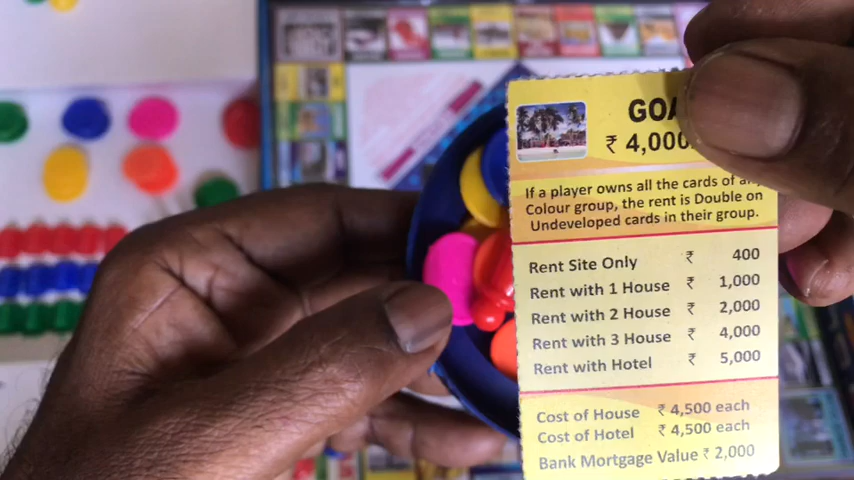 GOA
₹ 4,000
If a player owns all the cards of any
Colour group, the rent is Double on
Undeveloped cards in their group.
Rent Site Only ₹ 400
Rent with 1 House ₹ 1,000
Rent with 2 House ₹ 2,000
Rent with 3 House ₹ 4,000
Rent with Hotel ₹ 5,000
Cost of House ₹ 4,500 each
Cost of Hotel ₹ 4,500 each
Bank Mortgage Value ₹ 2,000